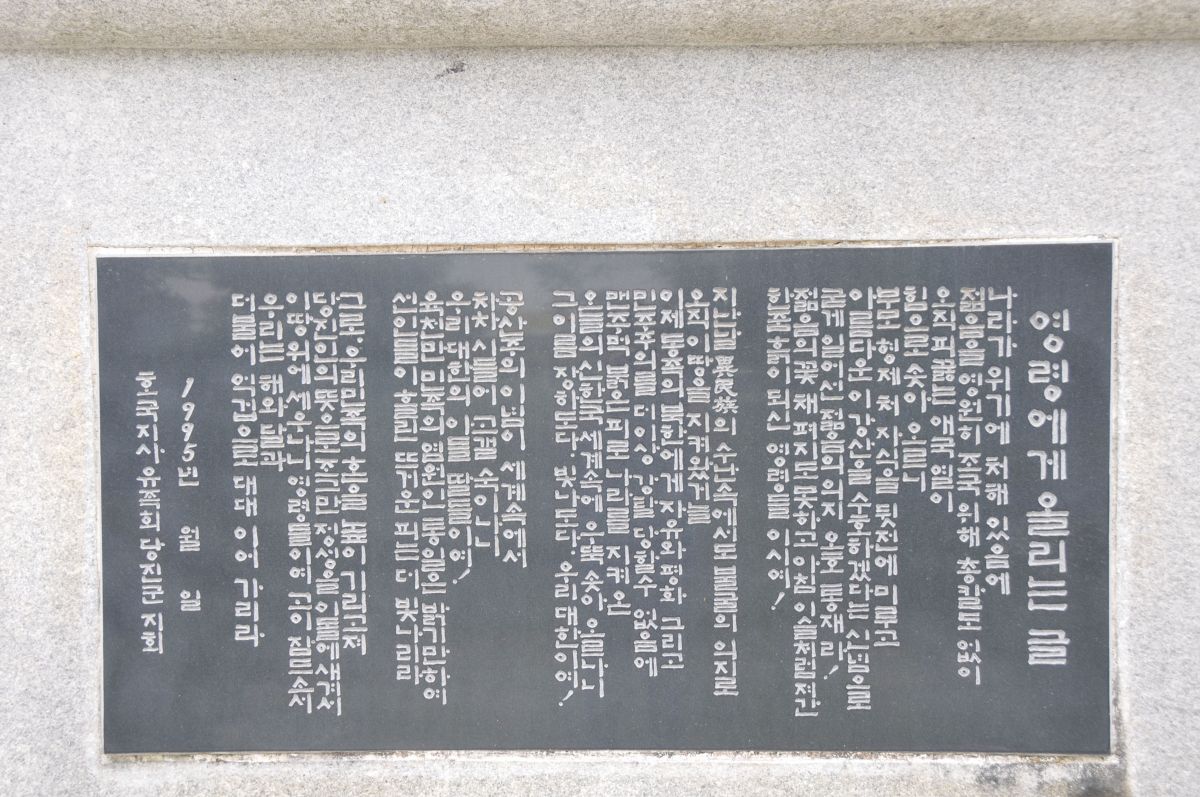 영령에게 올리는 글
나라가 위기에 처해 있음에
젊음을 영원히 조국위해 총칼도 없이
오직 피끓는 애국 일이
힘으로 솟아 오르니
부모 형제 처 자식을 뒷전에 미루고
아름다운 이 강산을 수호하겠다는 신념으로
굳게 일어선 젊음의 의지 오호 통재라!
젊음의 꽃 채 피지도 못하고 아침 이슬처럼 져간
한줌 흙이 되신 영령들 이시여!
지난날 異民族의 수난속에서도 불굴의 의지로
오직 이땅을 지켜왔거늘
이제 동족의 북한에게 자유와 평화 그리고
민주주의를 더이상 강탈 당할수 없음에
맨주먹 붉은피로 나라를 지켜온
오늘의 신한국 세계속에 우뚝 솟아 오르나니
그 이름 장하도다. 빛나도다. 우리 대한이여!
공산주의 이념이 세계속에서
차차 시들어 고갤 숙이나니
우리 대한의 아들 딸들이여!
육천만 민족의 염원인 통일은 밝기만하여
선인들이 흘린 뜨거운 피는 더 빛나리라
그로 우리민족의 혼을 높이 기리고저
당진인의 뜻으로 조그만 정성을 이돌에 새겨서
이 땅위에 세우나니 영령들이여 고이 잠드소서
우리는 해와 달과
더불어 억겁을 대대 이어 가리라
1995년 월 일
호국지사유족회 당진군 지회